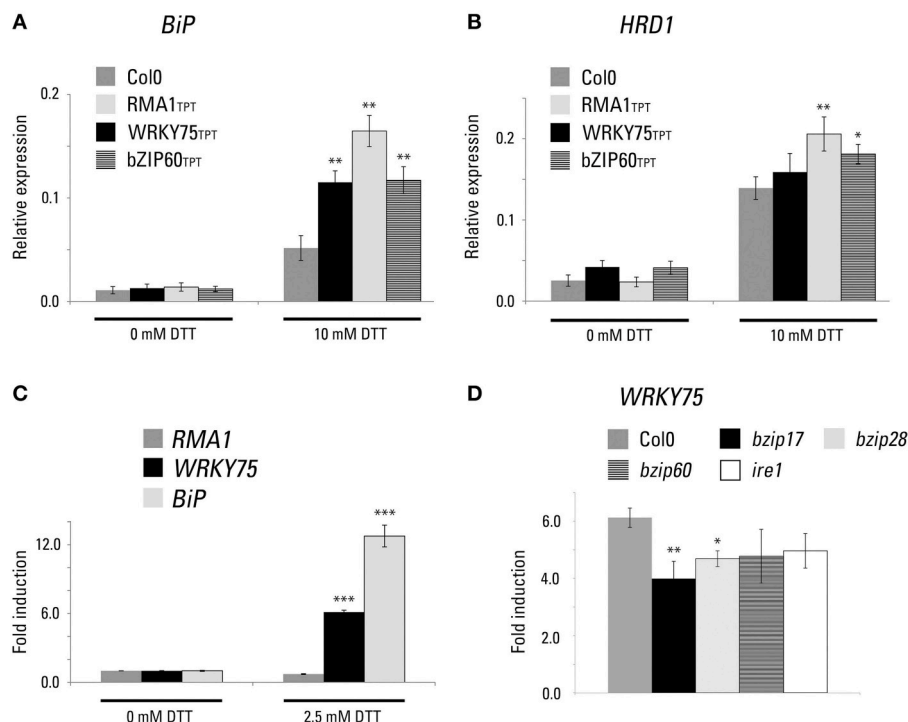 A
BiP
Col0
RMA1TPT
WRKY75TPT
bZIP60TPT
Relative expression
0.2
0.1
0.0
**
**
**
0 mM DTT
10 mM DTT
B
HRD1
Col0
RMA1TPT
WRKY75TPT
bZIP60TPT
Relative expression
0.2
0.1
0.0
**
*
0 mM DTT
10 mM DTT
C
RMA1
WRKY75
BiP
Fold induction
12.0
6.0
0.0
***
***
0 mM DTT
2.5 mM DTT
D
WRKY75
Col0 bzip17 bzip28
bzip60 ire1
Fold induction
6.0
4.0
2.0
0.0
**
*